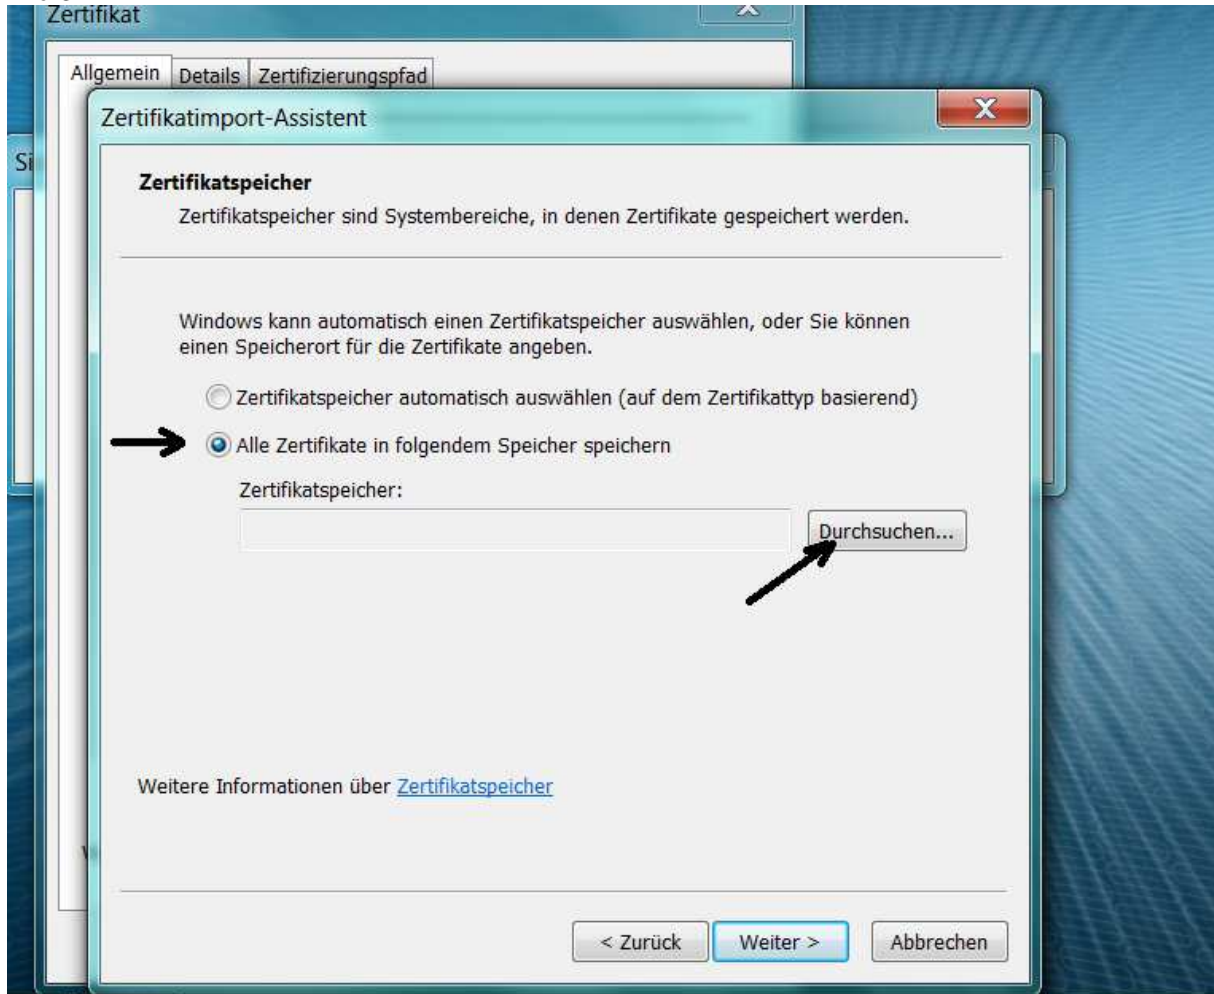 Zertifikat
Allgemein Details Zertifizierungspfad
Zertifikatimport-Assistent
Si
Zertifikatspeicher
Zertifikatspeicher sind Systembereiche, in denen Zertifikate gespeichert werden.
Windows kann automatisch einen Zertifikatspeicher auswählen, oder Sie können
einen Speicherort für die Zertifikate angeben.
Zertifikatspeicher automatisch auswählen (auf dem Zertifikattyp basierend)
Alle Zertifikate in folgendem Speicher speichern
Zertifikatspeicher:
Durchsuchen...
Weitere Informationen über Zertifikatspeicher
< Zurück Weiter > Abbrechen